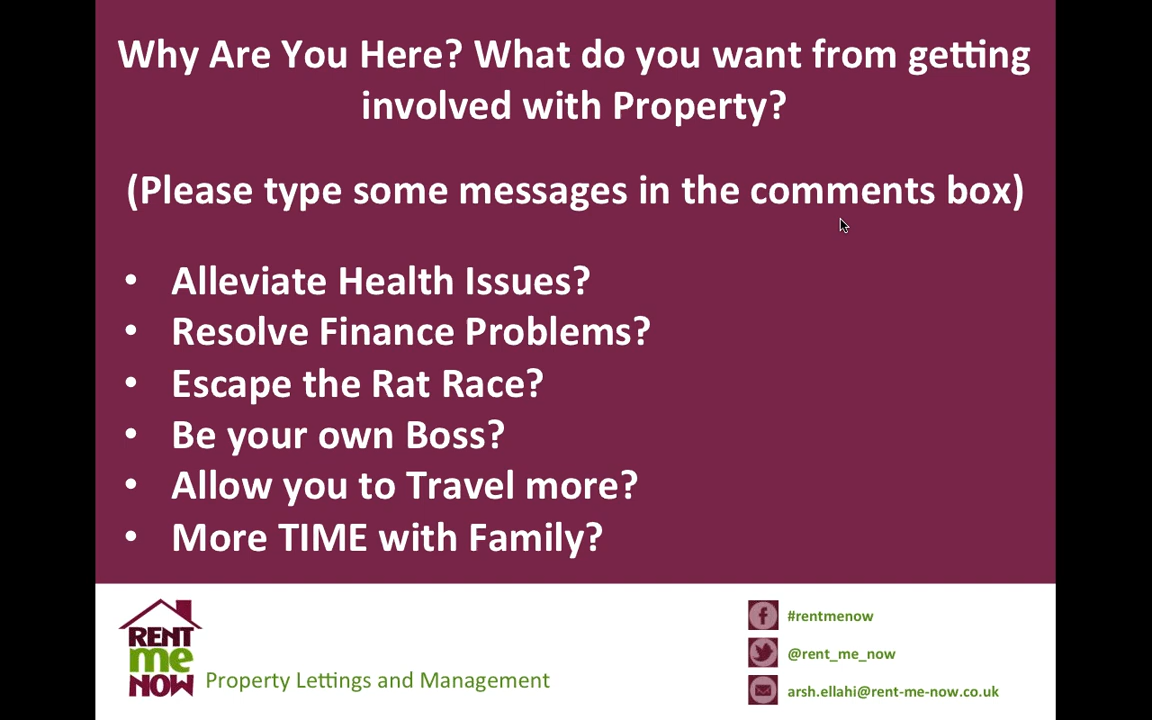 Why Are You Here? What do you want from getting
involved with Property?
(Please type some messages in the comments box)
• Alleviate Health Issues?
• Resolve Finance Problems?
• Escape the Rat Race?
• Be your own Boss?
• Allow you to Travel more?
• More TIME with Family?
RENT
me
NOW
Property Lettings and Management
#rentmenow
@rent_me_now
arsh.ellahi@rent-me-now.co.uk